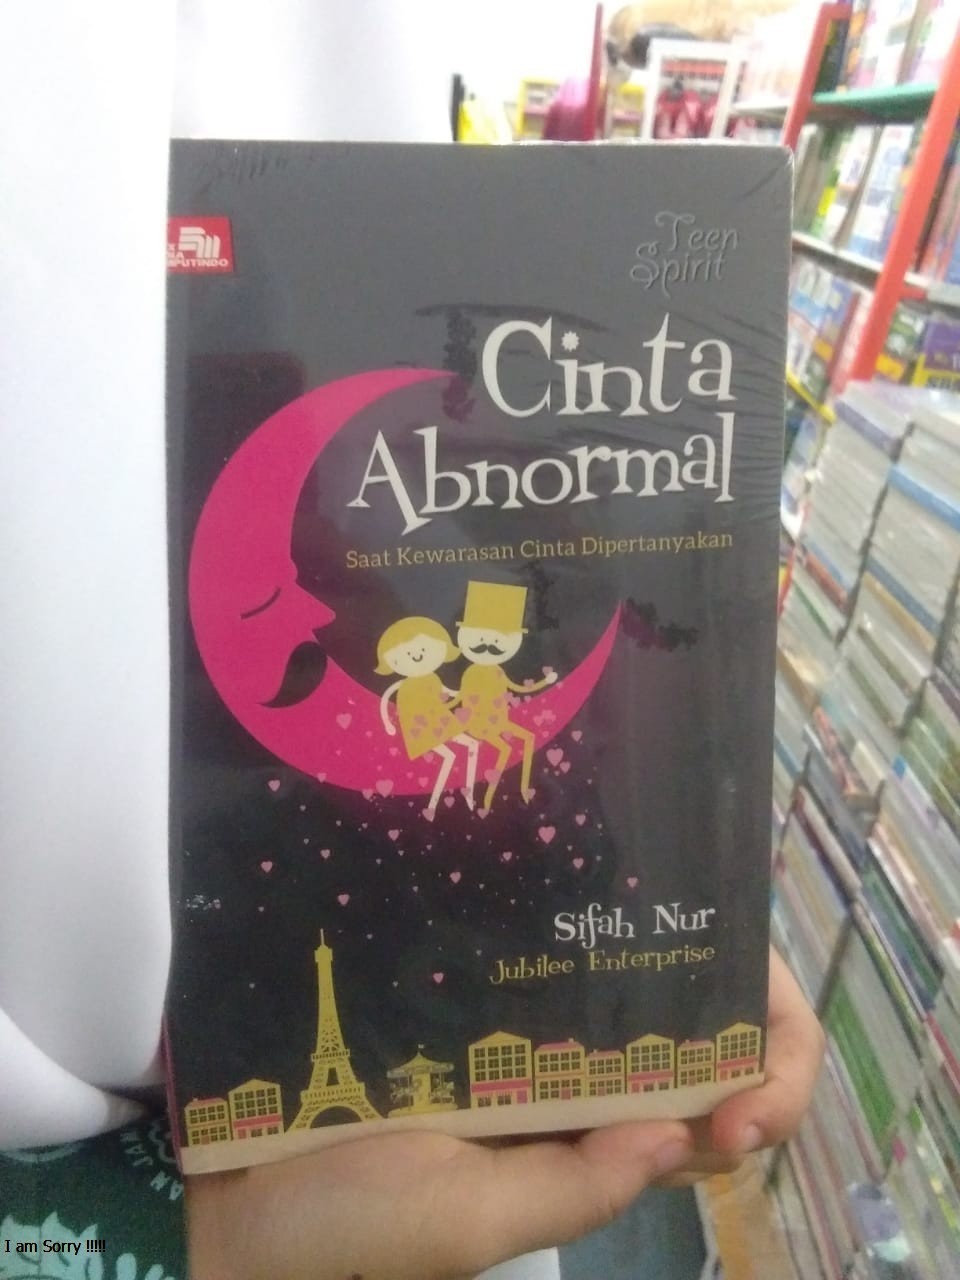 Teen
Spirit
Cinta
Abnormal
Saat Kewarasan Cinta Dipertanyakan
Sifah Nur
Jubilee Enterprise
I am Sorry !!!!!